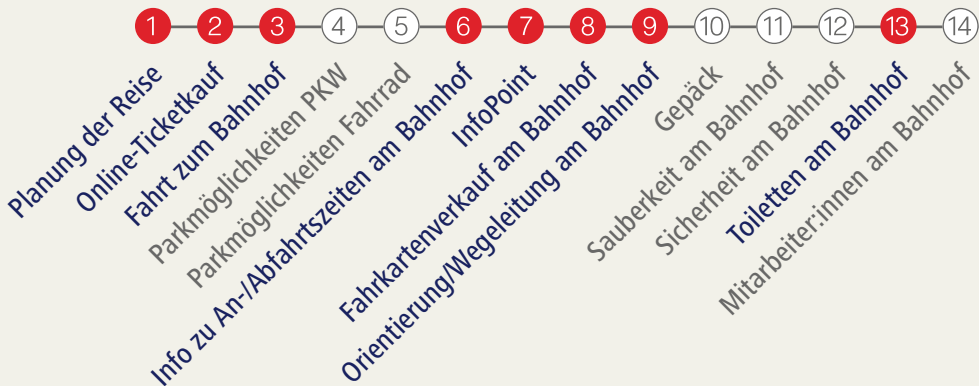 1 2 3 4 5 6 7 8 9 10 11 12 13 14
Planung der Reise
Online-Ticketkauf
Fahrt zum Bahnhof
Parkmöglichkeiten PKW
Parkmöglichkeiten Fahrrad
Info zu An-/Abfahrtszeiten am Bahnhof
InfoPoint
Fahrkartenverkauf am Bahnhof
Orientierung/Wegeleitung am Bahnhof
Gepäck
Sauberkeit am Bahnhof
Sicherheit am Bahnhof
Toiletten am Bahnhof
Mitarbeiter:innen am Bahnhof